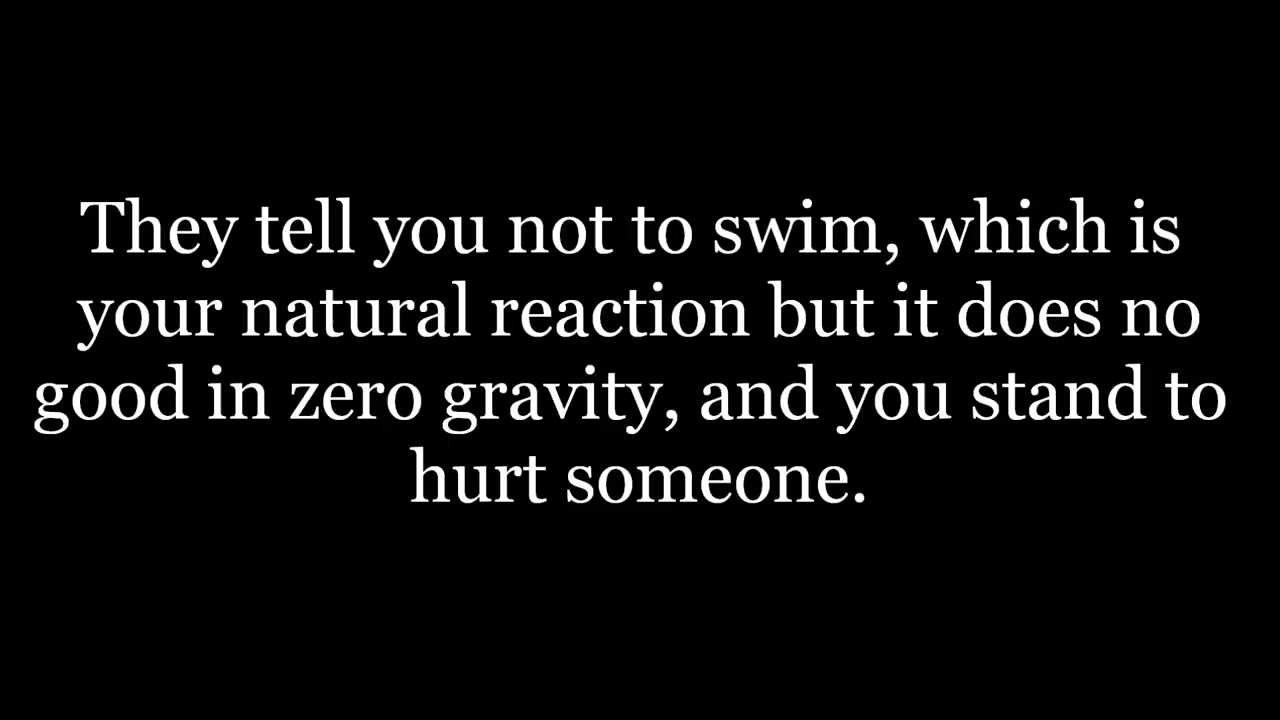 They tell you not to swim, which is
your natural reaction but it does no
good in zero gravity, and you stand to
hurt someone.